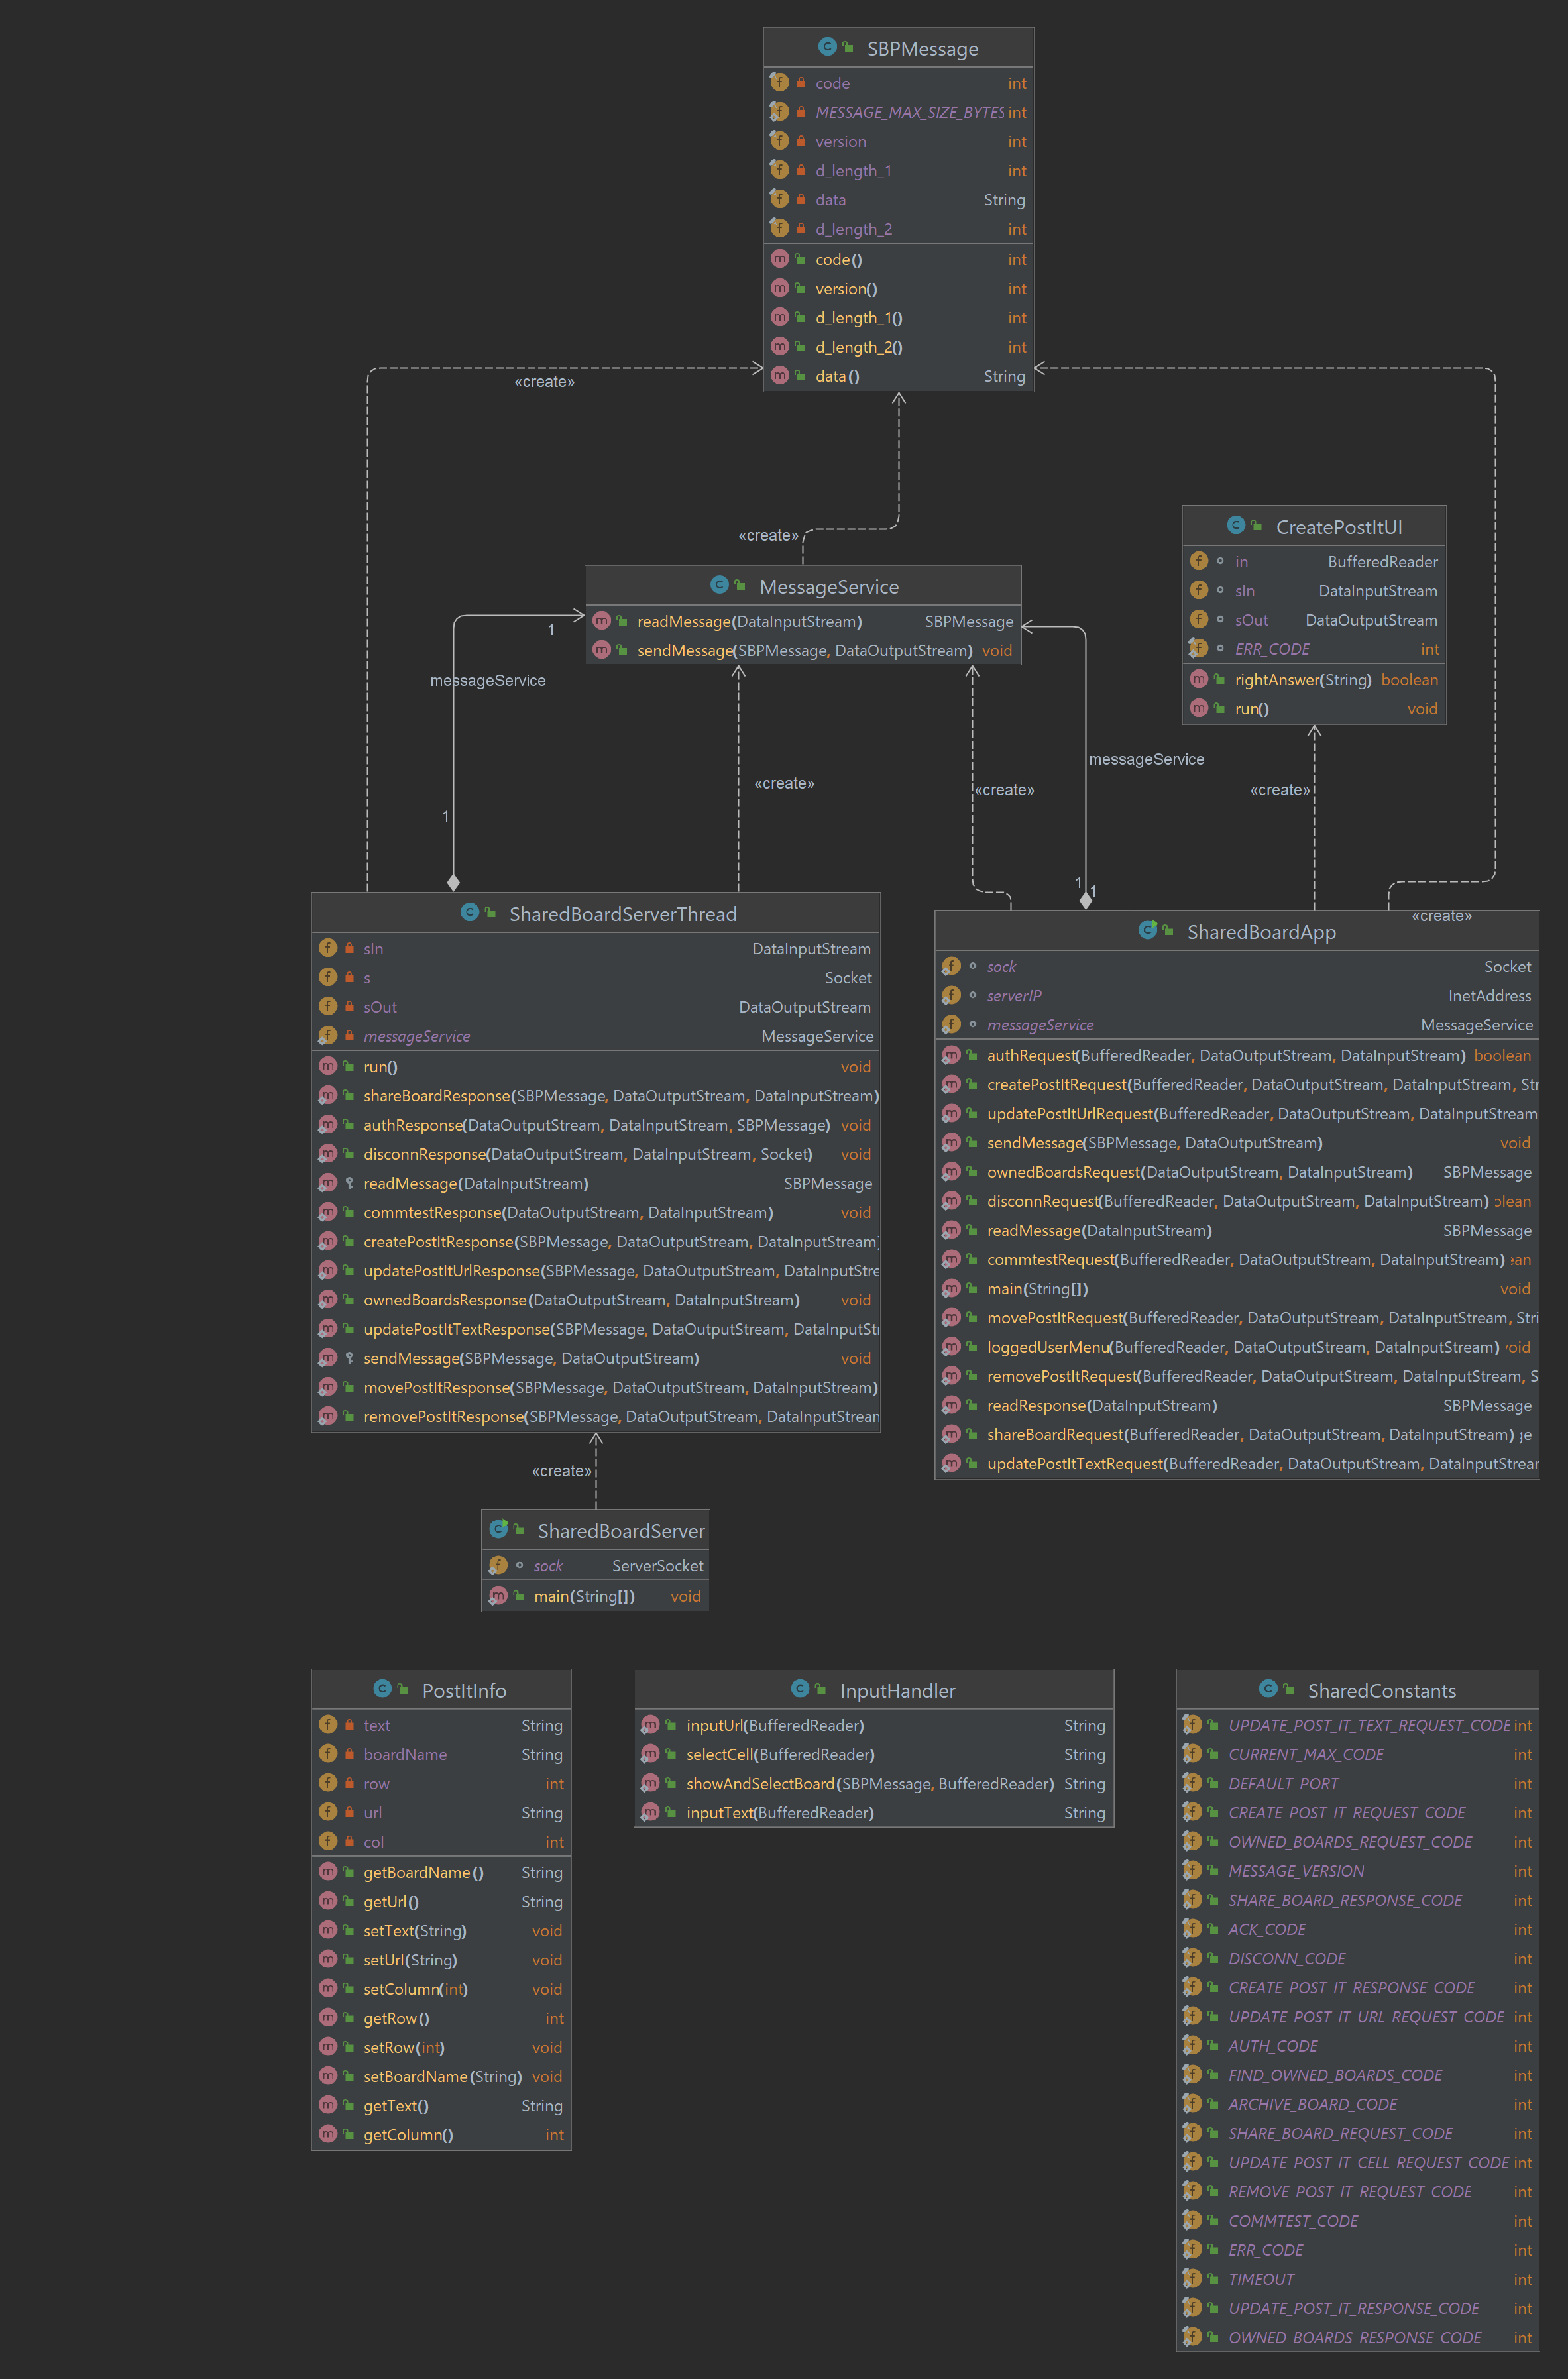 SBPMessage
code int
MESSAGE_MAX_SIZE_BYTES int
version int
d_length_1 int
data String
d_length_2 int
code() int
version() int
d_length_1() int
d_length_2() int
data() String
«create»
«create»
CreatePostItUI
in BufferedReader
sIn DataInputStream
sOut DataOutputStream
ERR_CODE int
rightAnswer(String) boolean
run() void
MessageService
readMessage(DataInputStream) SBPMessage
sendMessage(SBPMessage, DataOutputStream) void
1
messageService
1
«create»
«create»
messageService
1
1
«create»
«create»
SharedBoardServerThread
sIn DataInputStream
s Socket
sOut DataOutputStream
messageService MessageService
run() void
shareBoardResponse(SBPMessage, DataOutputStream, DataInputStream)
authResponse(DataOutputStream, DataInputStream, SBPMessage) void
disconnResponse(DataOutputStream, DataInputStream, Socket) void
readMessage(DataInputStream) SBPMessage
commtestResponse(DataOutputStream, DataInputStream) void
createPostItResponse(SBPMessage, DataOutputStream, DataInputStream)
updatePostItUrlResponse(SBPMessage, DataOutputStream, DataInputStre
ownedBoardsResponse(DataOutputStream, DataInputStream) void
updatePostItTextResponse(SBPMessage, DataOutputStream, DataInputStr
sendMessage(SBPMessage, DataOutputStream) void
movePostItResponse(SBPMessage, DataOutputStream, DataInputStream)
removePostItResponse(SBPMessage, DataOutputStream, DataInputStream
SharedBoardApp
sock Socket
serverIP InetAddress
messageService MessageService
authRequest(BufferedReader, DataOutputStream, DataInputStream) boolean
createPostItRequest(BufferedReader, DataOutputStream, DataInputStream, Str
updatePostItUrlRequest(BufferedReader, DataOutputStream, DataInputStream
sendMessage(SBPMessage, DataOutputStream) void
ownedBoardsRequest(DataOutputStream, DataInputStream) SBPMessage
disconnRequest(BufferedReader, DataOutputStream, DataInputStream) olean
readMessage(DataInputStream) SBPMessage
commtestRequest(BufferedReader, DataOutputStream, DataInputStream) ean
main(String[]) void
movePostItRequest(BufferedReader, DataOutputStream, DataInputStream, Stri
loggedUserMenu(BufferedReader, DataOutputStream, DataInputStream) void
removePostItRequest(BufferedReader, DataOutputStream, DataInputStream, S
readResponse(DataInputStream) SBPMessage
shareBoardRequest(BufferedReader, DataOutputStream, DataInputStream) ge
updatePostItTextRequest(BufferedReader, DataOutputStream, DataInputStrear
«create»
SharedBoardServer
sock ServerSocket
main(String[]) void
PostItInfo
text String
boardName String
row int
url String
col int
getBoardName() String
getUrl() String
setText(String) void
setUrl(String) void
setColumn(int) void
getRow() int
setRow(int) void
setBoardName(String) void
getText() String
getColumn() int
InputHandler
inputUrl(BufferedReader) String
selectCell(BufferedReader) String
showAndSelectBoard(SBPMessage, BufferedReader) String
inputText(BufferedReader) String
SharedConstants
UPDATE_POST_IT_TEXT_REQUEST_CODE int
CURRENT_MAX_CODE int
DEFAULT_PORT int
CREATE_POST_IT_REQUEST_CODE int
OWNED_BOARDS_REQUEST_CODE int
MESSAGE_VERSION int
SHARE_BOARD_RESPONSE_CODE int
ACK_CODE int
DISCONN_CODE int
CREATE_POST_IT_RESPONSE_CODE int
UPDATE_POST_IT_URL_REQUEST_CODE int
AUTH_CODE int
FIND_OWNED_BOARDS_CODE int
ARCHIVE_BOARD_CODE int
SHARE_BOARD_REQUEST_CODE int
UPDATE_POST_IT_CELL_REQUEST_CODE int
REMOVE_POST_IT_REQUEST_CODE int
COMMTEST_CODE int
ERR_CODE int
TIMEOUT int
UPDATE_POST_IT_RESPONSE_CODE int
OWNED_BOARDS_RESPONSE_CODE int